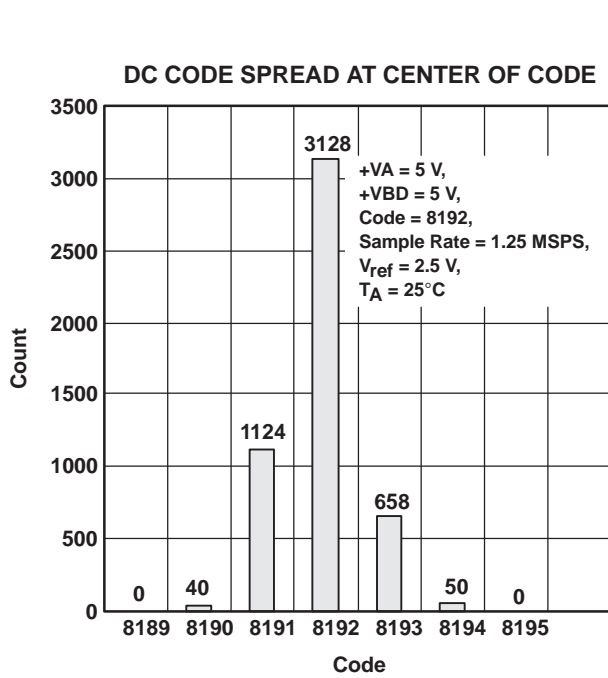 DC CODE SPREAD AT CENTER OF CODE
3500
3000
2500
2000
1500
1000
500
0
Count
3128
+VA = 5 V,
+VBD = 5 V,
Code = 8192,
Sample Rate = 1.25 MSPS,
Vref = 2.5 V,
TA = 25°C
1124
658
0
40
50
0
8189 8190 8191 8192 8193 8194 8195
Code